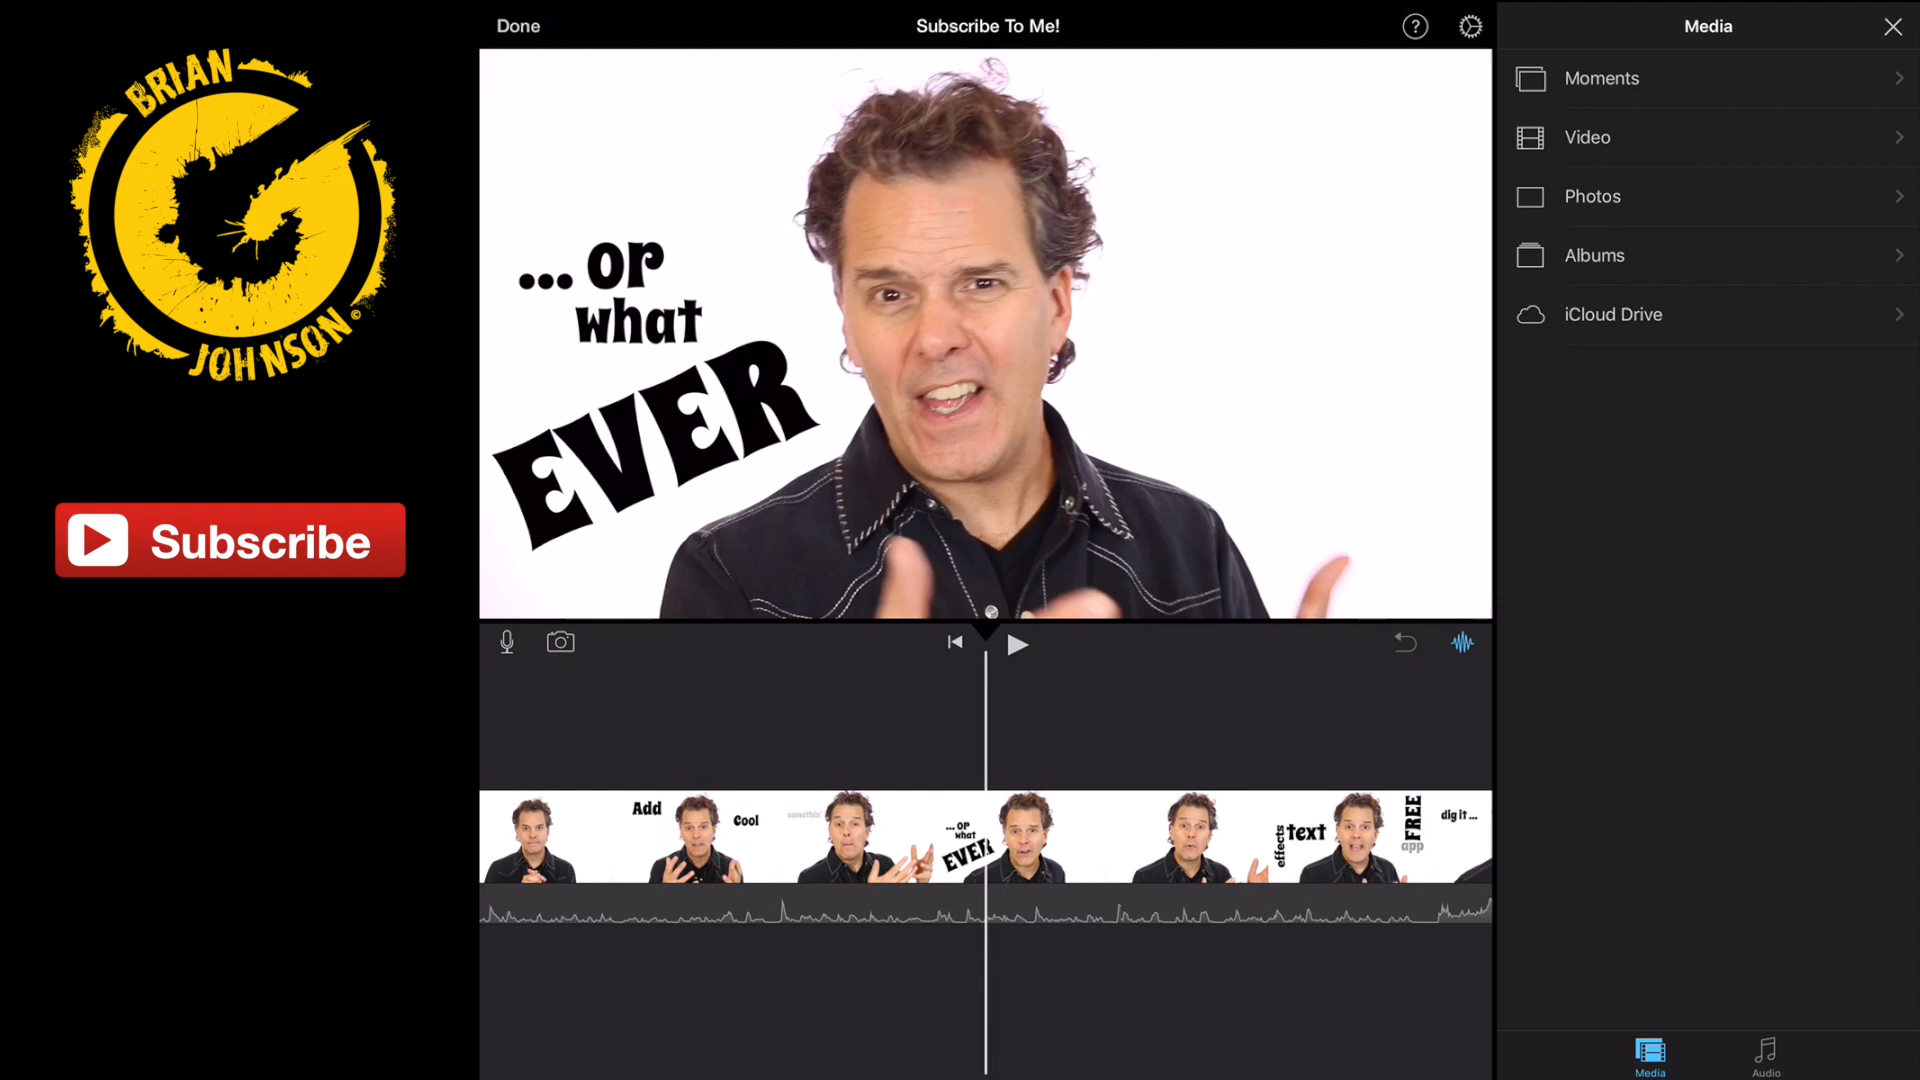 BRIAN
JOHNSON©
Subscribe
Done
Subscribe To Me!
?
... or
what
EVER
Add
Cool
somethin'
... or
what
EVER
effects
text
FREE
app
dig it ...
Media
Moments
Video
Photos
Albums
iCloud Drive
Media
Audio